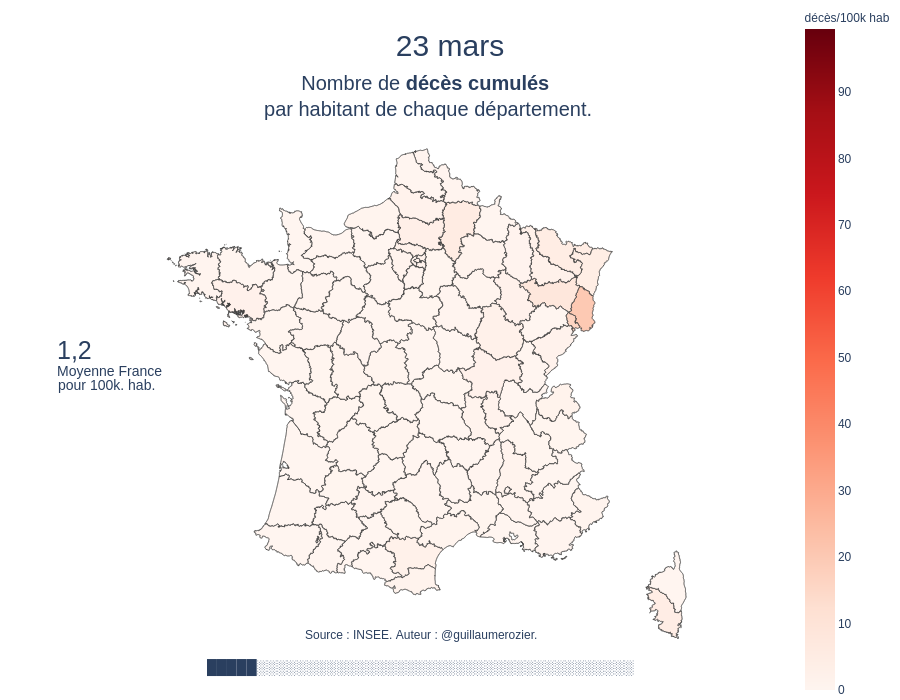 décès/100k hab
23 mars
Nombre de décès cumulés
par habitant de chaque département.
90
80
70
60
50
40
30
20
10
0
1,2
Moyenne France
pour 100k. hab.
Source : INSEE. Auteur : @guillaumerozier.